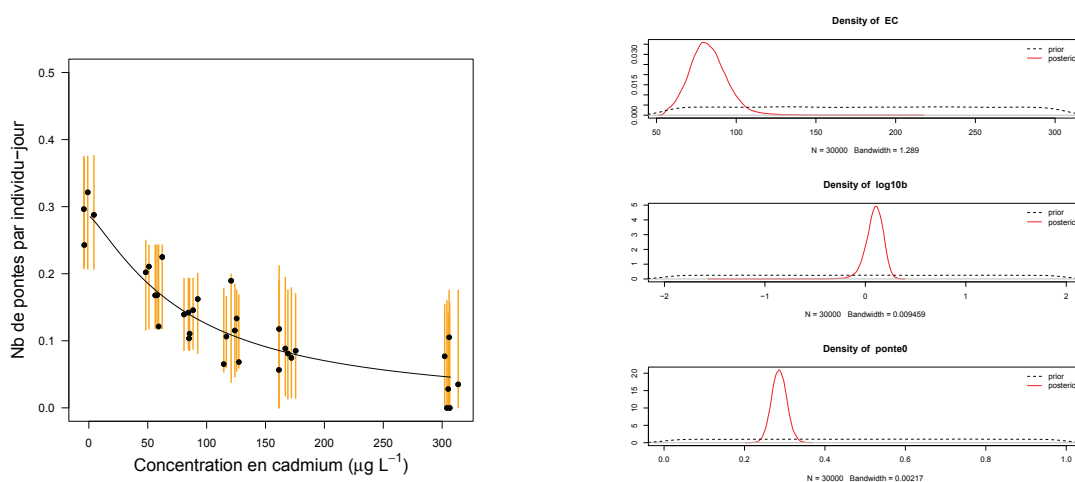 Nb de pontes par individu−jour
0.5
0.4
0.3
0.2
0.1
0.0
0 50 100 150 200 250 300
Concentration en cadmium (μg L−1)
Density of EC
0.000 0.015 0.030
prior
posterio
50 100 150 200 250 300
N = 30000 Bandwidth = 1.289
Density of log10b
0 1 2 3 4 5
prior
posterio
−2 −1 0 1 2
N = 30000 Bandwidth = 0.009459
Density of ponte0
0 5 10 15 20
prior
posterio
0.0 0.2 0.4 0.6 0.8 1.0
N = 30000 Bandwidth = 0.00217